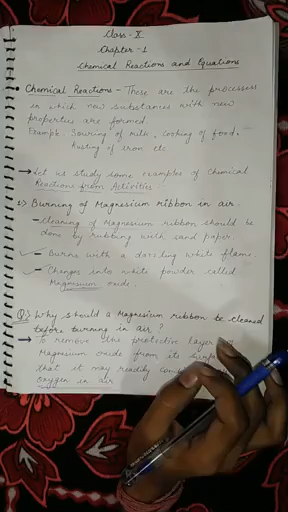 Class - X
Chapter - 1
Chemical Reactions and Equations
Chemical Reactions - These are the processes
in which new substances with new
properties are formed
Example: Souring of milk, Cooking of food,
Rusting of iron etc
→ Let us study some examples of Chemical
Reactions from Activities
1) Burning of Magnesium ribbon in air.
- Cleaning of Magnesium ribbon should be
done by rubbing with sand paper.
- Burns with a dazzling white flame.
- Changes into white powder called
Magnesium oxide.
Q) Why should a Magnesium ribbon be cleaned
before burning in air?
→ To remove the protective layer
Magnesium oxide from its
that it may readily
oxygen in air